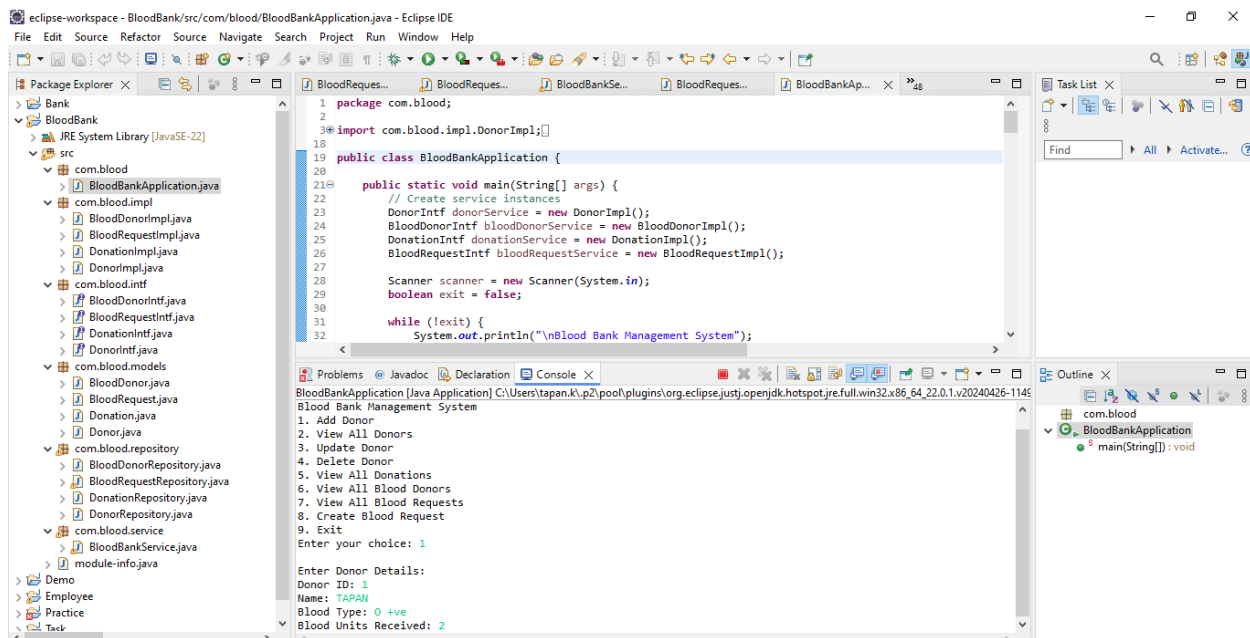 eclipse-workspace - BloodBank/src/com/blood/BloodBankApplication.java - Eclipse IDE
File Edit Source Refactor Source Navigate Search Project Run Window Help
Package Explorer
Bank
BloodBank
JRE System Library [JavaSE-22]
src
com.blood
BloodBankApplication.java
com.blood.impl
BloodDonorImpl.java
BloodRequestImpl.java
DonationImpl.java
DonorImpl.java
com.blood.intf
BloodDonorIntf.java
BloodRequestIntf.java
DonationIntf.java
DonorIntf.java
com.blood.models
BloodDonor.java
BloodRequest.java
Donation.java
Donor.java
com.blood.repository
BloodDonorRepository.java
BloodRequestRepository.java
DonationRepository.java
DonorRepository.java
com.blood.service
BloodBankService.java
module-info.java
Demo
Employee
Practice
Task
BloodReques... BloodReques... BloodBankSe... BloodReques... BloodBankAp... »48
1 package com.blood;
2
3 import com.blood.impl.DonorImpl;
18
19 public class BloodBankApplication {
20
21 public static void main(String[] args) {
22 // Create service instances
23 DonorIntf donorService = new DonorImpl();
24 BloodDonorIntf bloodDonorService = new BloodDonorImpl();
25 DonationIntf donationService = new DonationImpl();
26 BloodRequestIntf bloodRequestService = new BloodRequestImpl();
27
28 Scanner scanner = new Scanner(System.in);
29 boolean exit = false;
30
31 while (!exit) {
32 System.out.println("\nBlood Bank Management System");
Problems Javadoc Declaration Console
BloodBankApplication [Java Application] C:\Users\tapan.k\.p2\pool\plugins\org.eclipse.justj.openjdk.hotspot.jre.full.win32.x86_64_22.0.1.v20240426-1149
Blood Bank Management System
1. Add Donor
2. View All Donors
3. Update Donor
4. Delete Donor
5. View All Donations
6. View All Blood Donors
7. View All Blood Requests
8. Create Blood Request
9. Exit
Enter your choice: 1
Enter Donor Details:
Donor ID: 1
Name: TAPAN
Blood Type: O +ve
Blood Units Received: 2
Task List
Find All Activate...
Outline
com.blood
BloodBankApplication
main(String[]) : void